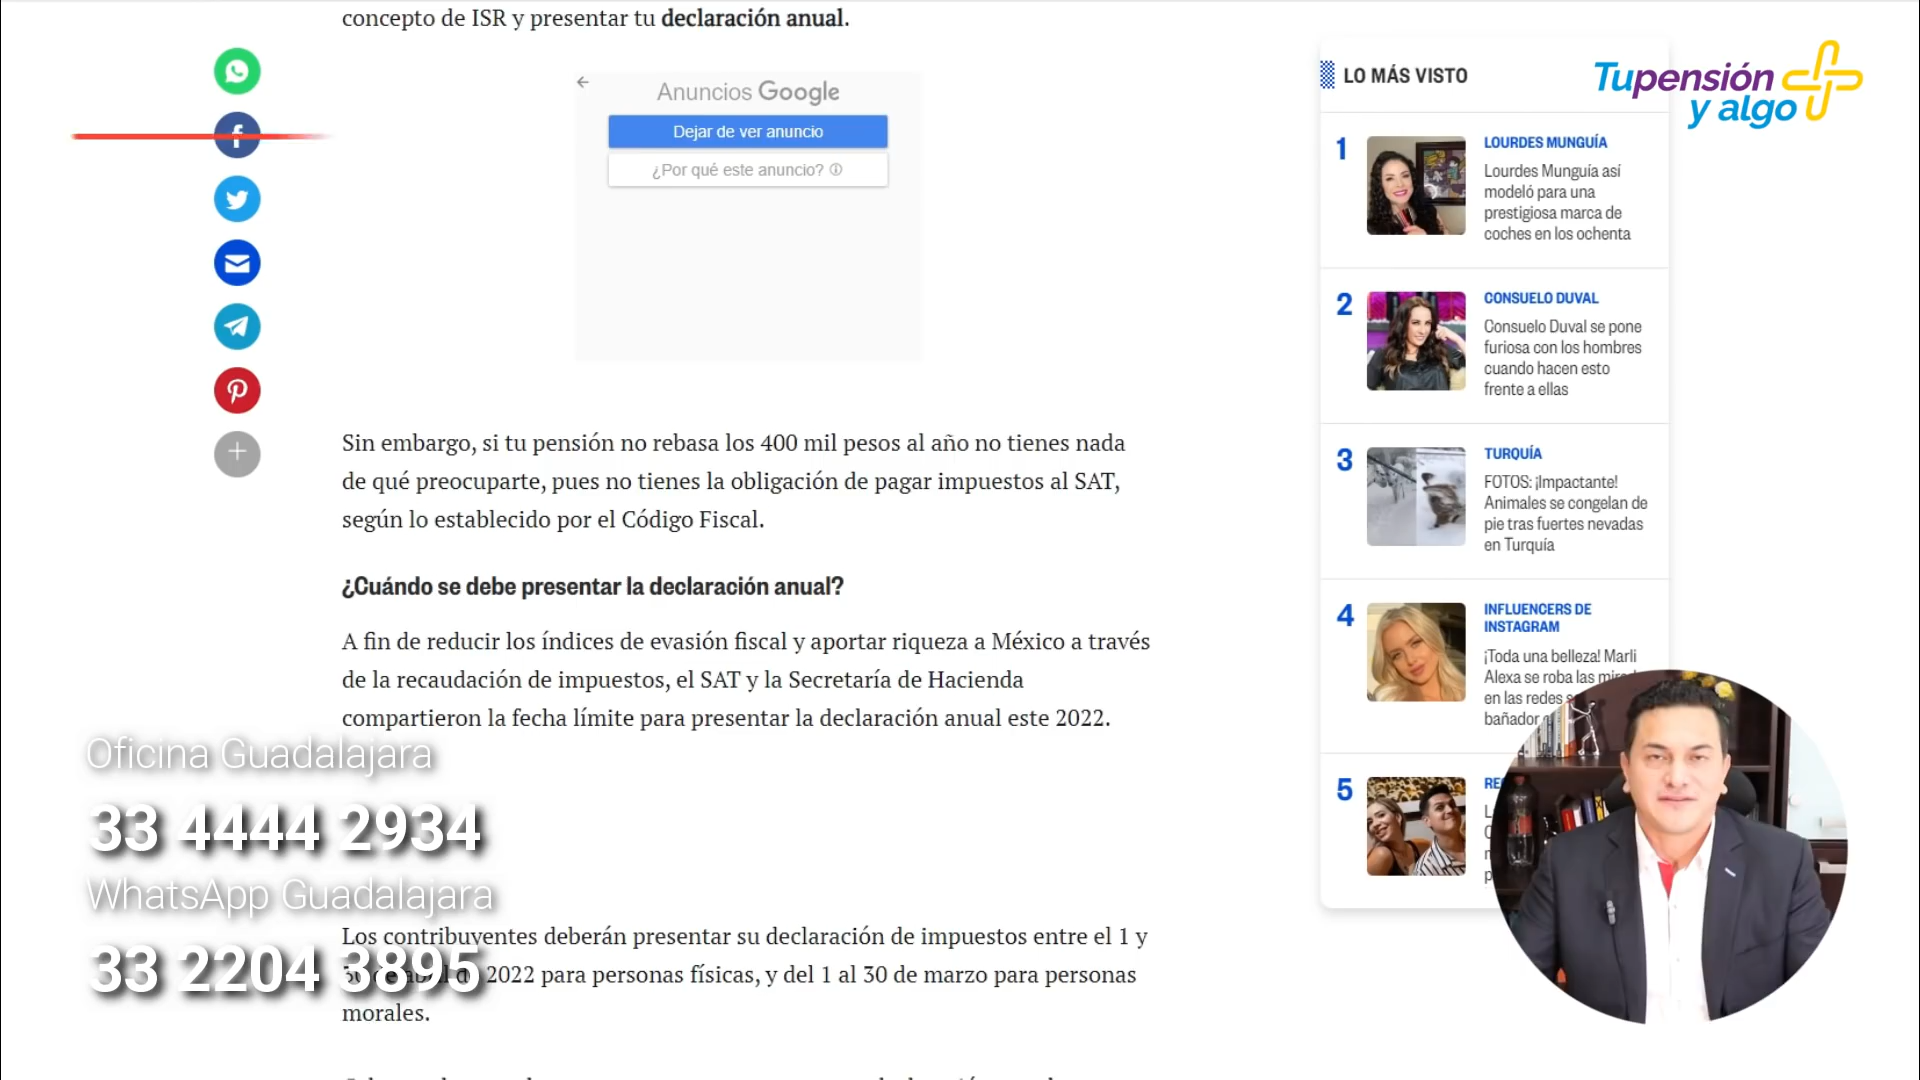 concepto de ISR y presentar tu declaración anual.
Anuncios Google
Dejar de ver anuncio
¿Por qué este anuncio?
Sin embargo, si tu pensión no rebasa los 400 mil pesos al año no tienes nada
de qué preocuparte, pues no tienes la obligación de pagar impuestos al SAT,
según lo establecido por el Código Fiscal.
¿Cuándo se debe presentar la declaración anual?
A fin de reducir los índices de evasión fiscal y aportar riqueza a México a través
de la recaudación de impuestos, el SAT y la Secretaría de Hacienda
compartieron la fecha límite para presentar la declaración anual este 2022.
Los contribuyentes deberán presentar su declaración de impuestos entre el 1 y
2022 para personas físicas, y del 1 al 30 de marzo para personas
morales.
Oficina Guadalajara
33 4444 2934
WhatsApp Guadalajara
33 2204 3895
Tupensión
y algo
LO MÁS VISTO
1
LOURDES MUNGUÍA
Lourdes Munguía así
modeló para una
prestigiosa marca de
coches en los ochenta
2
CONSUELO DUVAL
Consuelo Duval se pone
furiosa con los hombres
cuando hacen esto
frente a ellas
3
TURQUÍA
FOTOS: ¡Impactante!
Animales se congelan de
pie tras fuertes nevadas
en Turquía
4
INFLUENCERS DE
INSTAGRAM
¡Toda una belleza! Marli
Alexa se roba las
en las redes
bañador
5